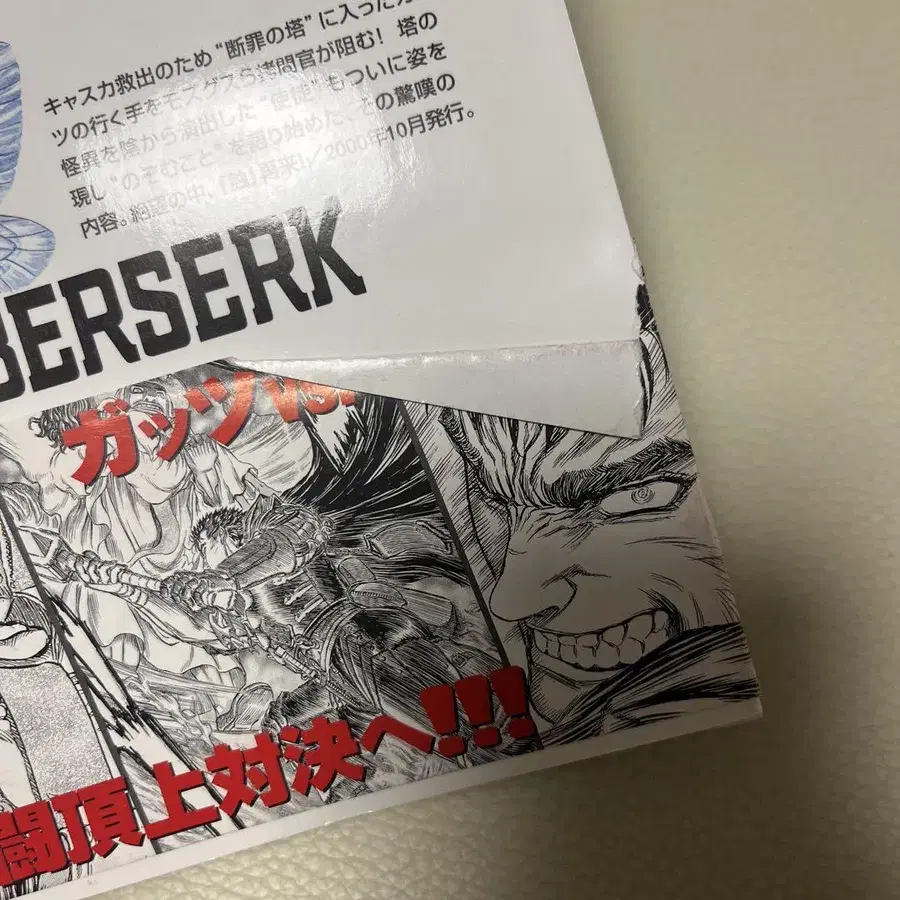 キャスカ救出のため“断罪の塔”に入ったガ
ツの行く手をモズグスら拷問官が阻む! 塔の
怪異を陰から演出した“使徒”もついに姿を
現し“のぞむこと”を語り始めた。その驚嘆の
内容。絶望の中、「蝕」再来!/2000年10月発行。
BERSERK
ガッツvs.
闘頂上対決へ!!!